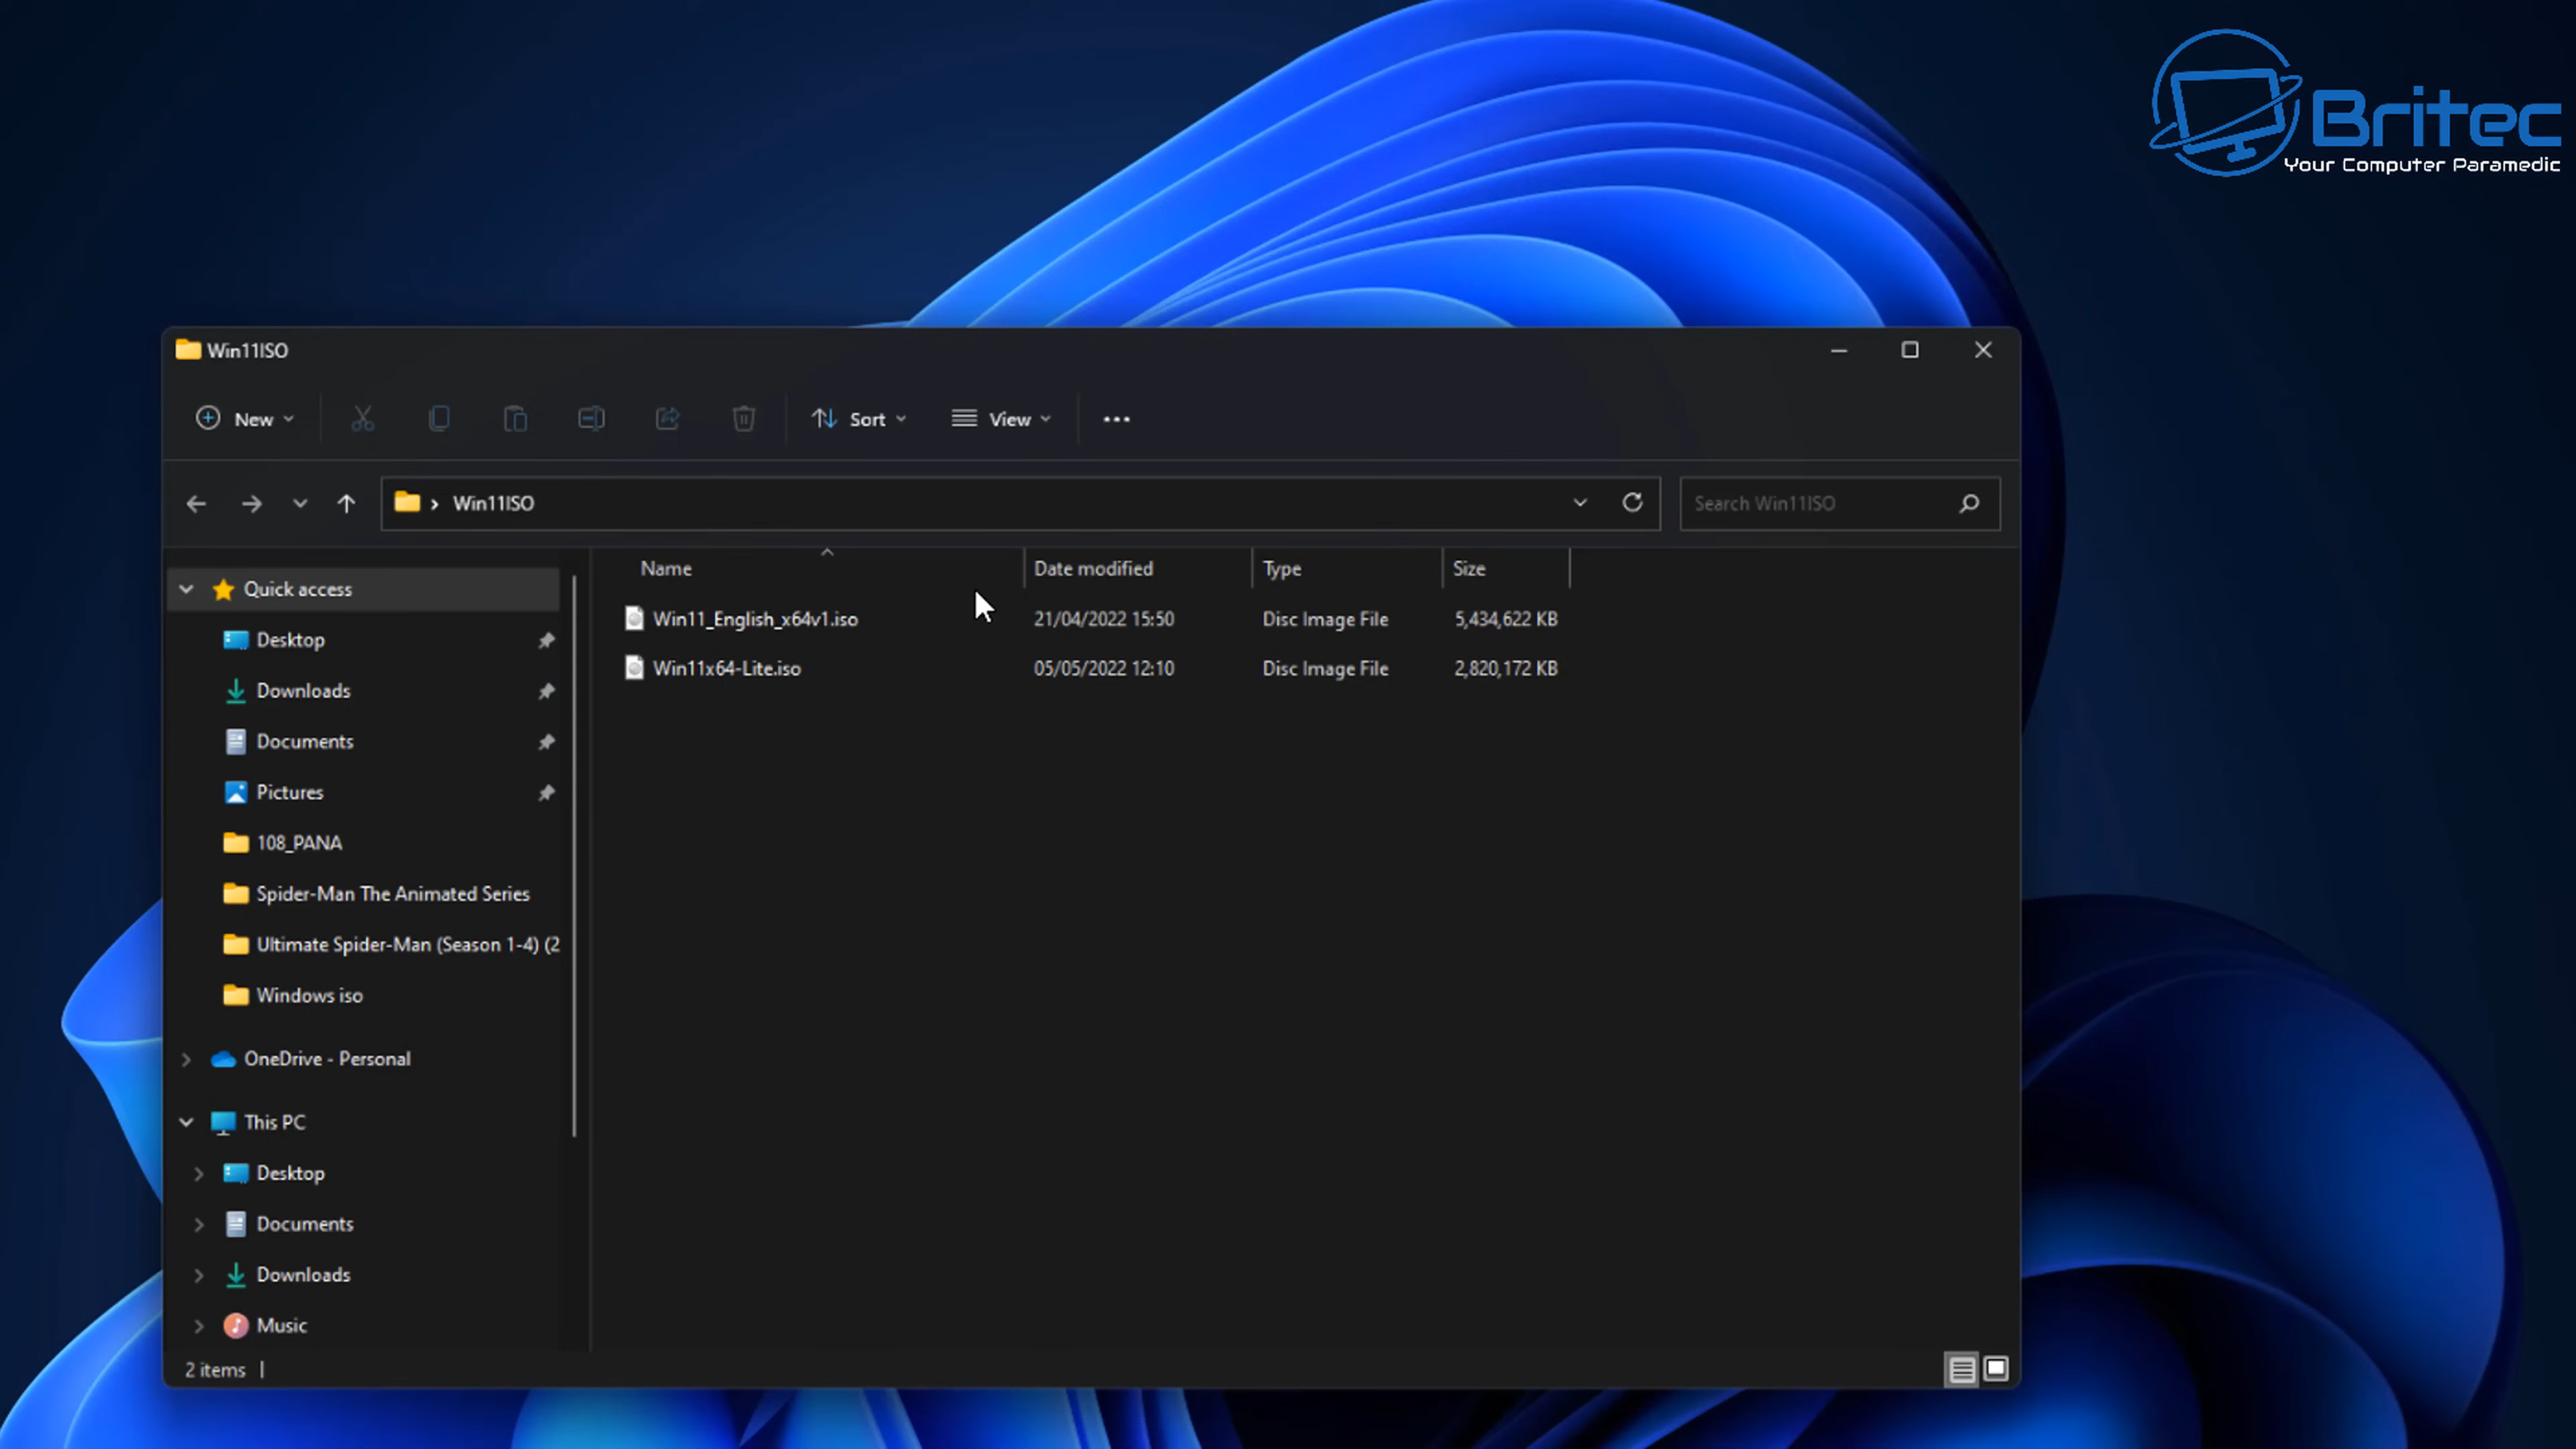 Britec
Your Computer Paramedic
Win11ISO
New Sort View
Win11ISO Search Win11ISO
Name Date modified Type Size
Win11_English_x64v1.iso 21/04/2022 15:50 Disc Image File 5,434,622 KB
Win11x64-Lite.iso 05/05/2022 12:10 Disc Image File 2,820,172 KB
Quick access
Desktop
Downloads
Documents
Pictures
108_PANA
Spider-Man The Animated Series
Ultimate Spider-Man (Season 1-4) (2
Windows iso
OneDrive - Personal
This PC
Desktop
Documents
Downloads
Music
2 items